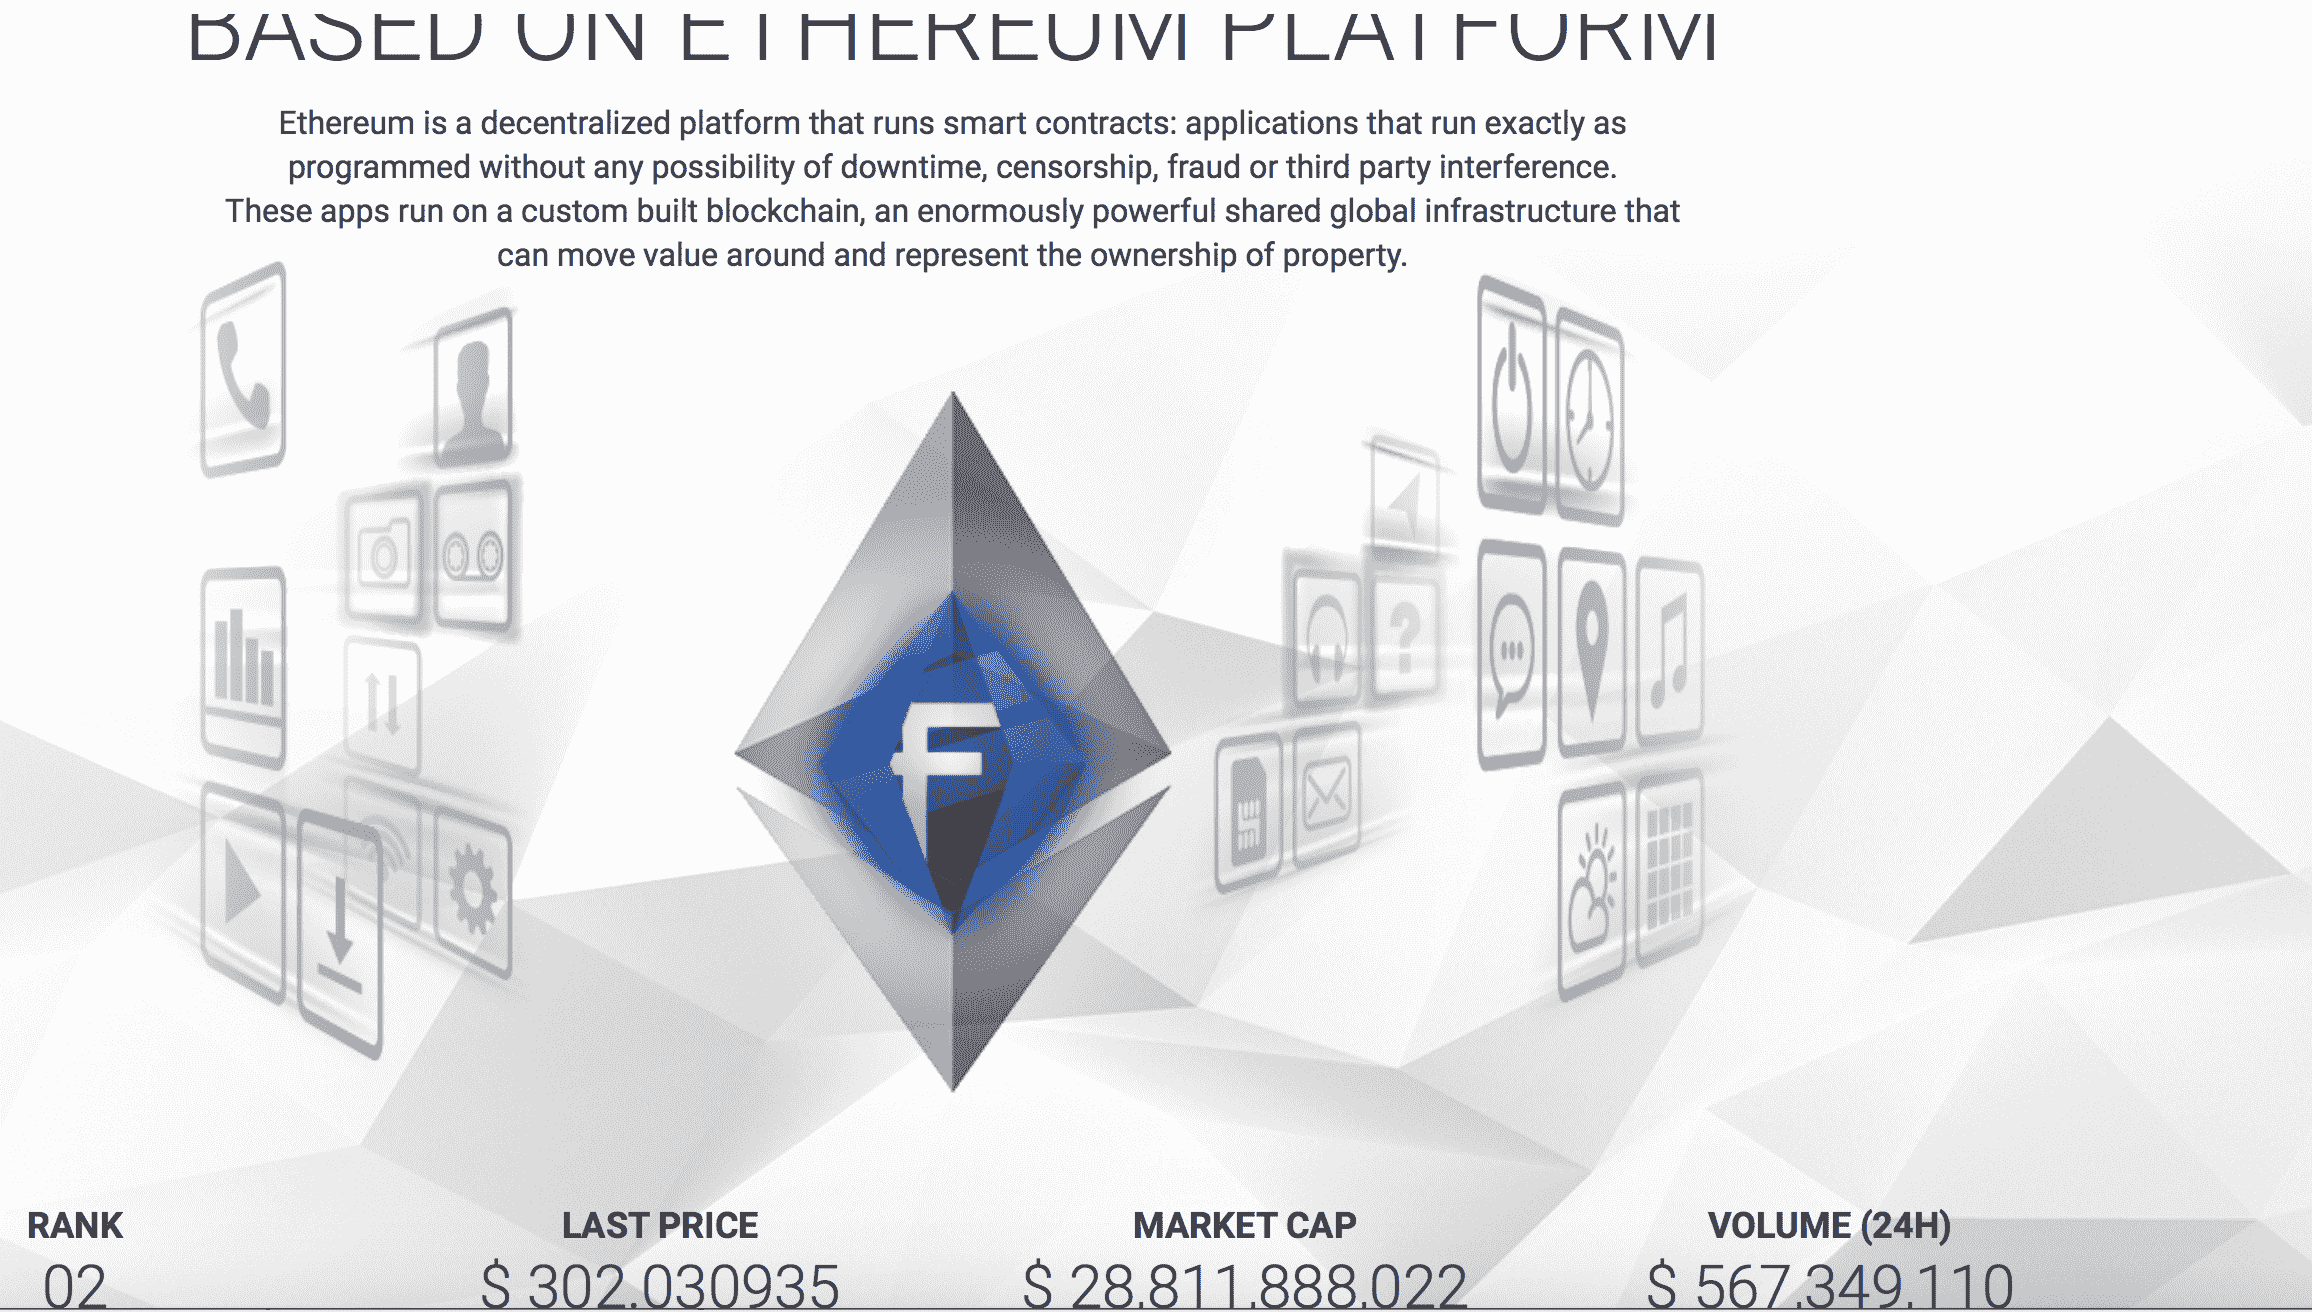 BASED ON ETHEREUM PLATFORM
Ethereum is a decentralized platform that runs smart contracts: applications that run exactly as
programmed without any possibility of downtime, censorship, fraud or third party interference.
These apps run on a custom built blockchain, an enormously powerful shared global infrastructure that
can move value around and represent the ownership of property.
?
F
RANK
LAST PRICE
MARKET CAP
VOLUME (24H)
02
$ 302.030935
$ 28,811,888,022
$ 567,349,110